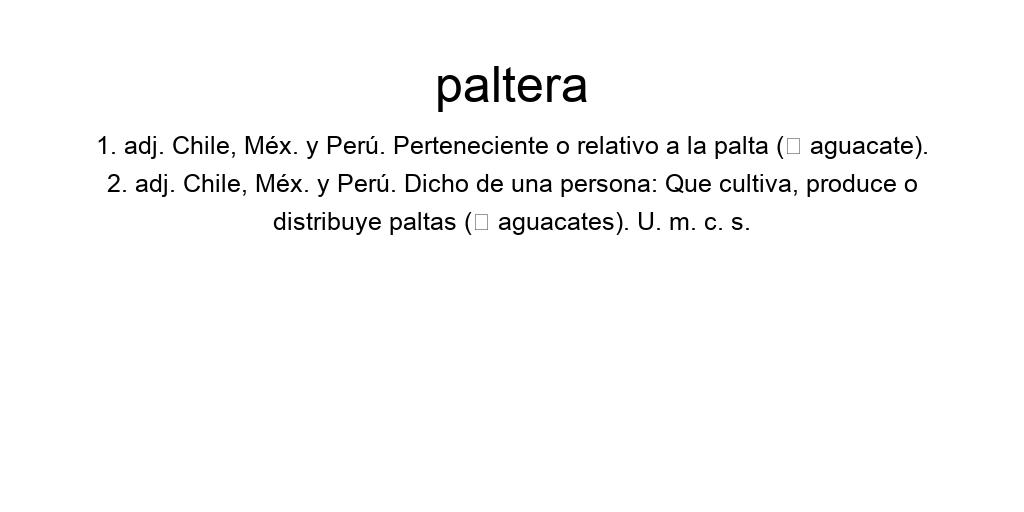 paltera
1. adj. Chile, Méx. y Perú. Perteneciente o relativo a la palta (□ aguacate).
2. adj. Chile, Méx. y Perú. Dicho de una persona: Que cultiva, produce o
distribuye paltas (□ aguacates). U. m. c. s.